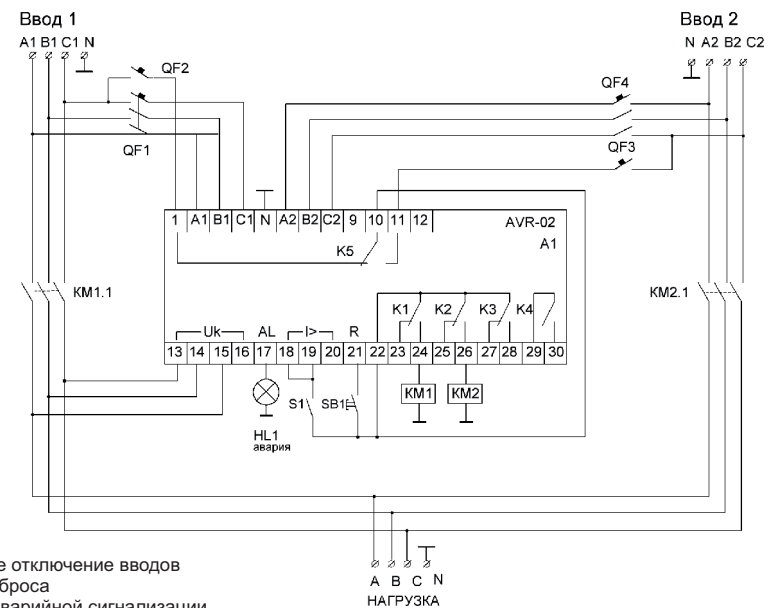 Ввод 1
Ввод 2
A1 B1 C1 N
N A2 B2 C2
QF2
QF4
QF1
QF3
1 A1 B1 C1 N A2 B2 C2 9 10 11 12
AVR-02
A1
K5
KM1.1
KM2.1
K1 K2 K3 K4
Uk AL I> R
13 14 15 16 17 18 19 20 21 22 23 24 25 26 27 28 29 30
S1 SB1 KM1 KM2
HL1
авария
е отключение вводов
броса
варийной сигнализации
A B C N
НАГРУЗКА